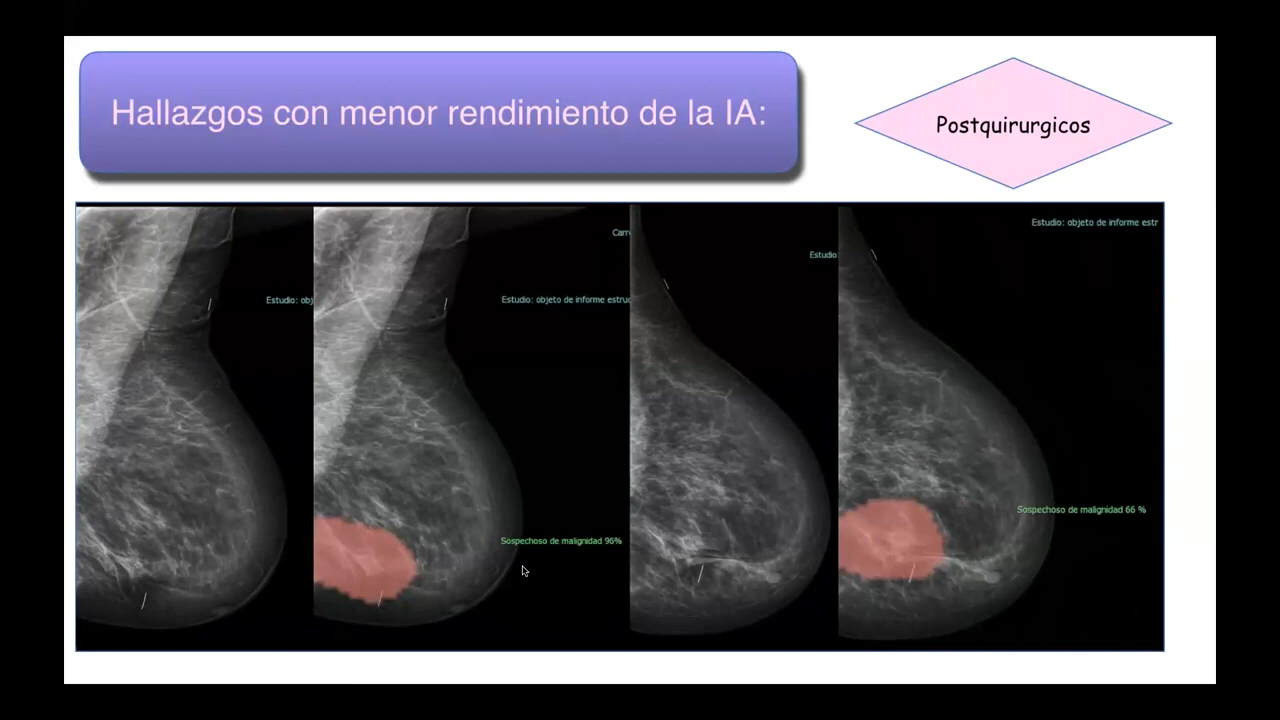 Hallazgos con menor rendimiento de la IA:
Postquirurgicos
Estudio: obj
Carr
Estudio: objeto de informe estruc
Sospechoso de malignidad 96%
Estudio:
Estudio: objeto de informe estr
Sospechoso de malignidad 66 %